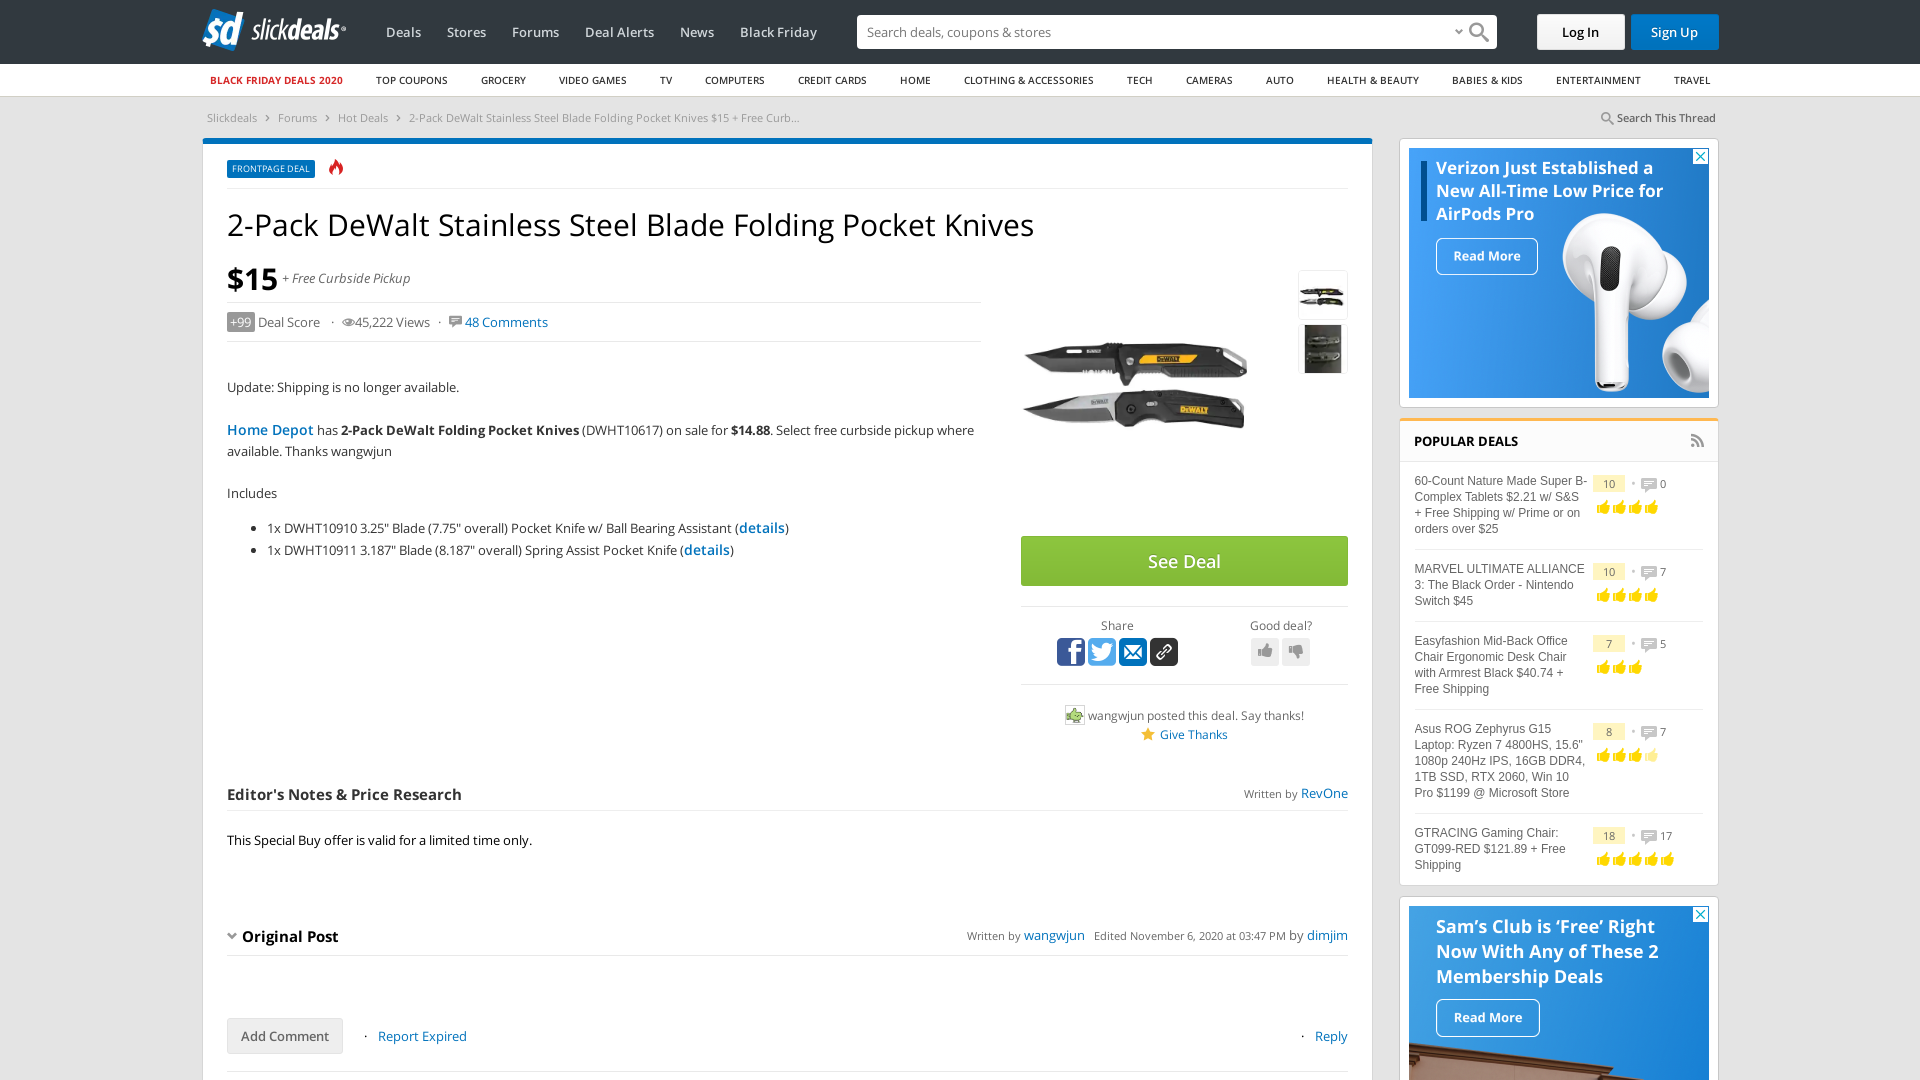 slickdeals
Deals
Stores
Forums
Deal Alerts
News
Black Friday
Search deals, coupons & stores
Log In
Sign Up
BLACK FRIDAY DEALS 2020
TOP COUPONS
GROCERY
VIDEO GAMES
TV
COMPUTERS
CREDIT CARDS
HOME
CLOTHING & ACCESSORIES
TECH
CAMERAS
AUTO
HEALTH & BEAUTY
BABIES & KIDS
ENTERTAINMENT
TRAVEL
Slickdeals > Forums > Hot Deals > 2-Pack DeWalt Stainless Steel Blade Folding Pocket Knives $15 + Free Curb...
Search This Thread
FRONTPAGE DEAL
2-Pack DeWalt Stainless Steel Blade Folding Pocket Knives
$15 + Free Curbside Pickup
+99 Deal Score · 45,222 Views · 48 Comments
Update: Shipping is no longer available.
Home Depot has 2-Pack DeWalt Folding Pocket Knives (DWHT10617) on sale for $14.88. Select free curbside pickup where
available. Thanks wangwjun
Includes
• 1x DWHT10910 3.25" Blade (7.75" overall) Pocket Knife w/ Ball Bearing Assistant (details)
• 1x DWHT10911 3.187" Blade (8.187" overall) Spring Assist Pocket Knife (details)
DEWALT
DEWALT
See Deal
Share
Good deal?
wangwjun posted this deal. Say thanks!
Give Thanks
Editor's Notes & Price Research
Written by RevOne
This Special Buy offer is valid for a limited time only.
Original Post
Written by wangwjun Edited November 6, 2020 at 03:47 PM by dimjim
Add Comment · Report Expired
· Reply
Verizon Just Established a
New All-Time Low Price for
AirPods Pro
Read More
POPULAR DEALS
60-Count Nature Made Super B-
Complex Tablets $2.21 w/ S&S
+ Free Shipping w/ Prime or on
orders over $25
10 • 0
MARVEL ULTIMATE ALLIANCE
3: The Black Order - Nintendo
Switch $45
10 • 7
Easyfashion Mid-Back Office
Chair Ergonomic Desk Chair
with Armrest Black $40.74 +
Free Shipping
7 • 5
Asus ROG Zephyrus G15
Laptop: Ryzen 7 4800HS, 15.6"
1080p 240Hz IPS, 16GB DDR4,
1TB SSD, RTX 2060, Win 10
Pro $1199 @ Microsoft Store
8 • 7
GTRACING Gaming Chair:
GT099-RED $121.89 + Free
Shipping
18 • 17
Sam's Club is ‘Free’ Right
Now With Any of These 2
Membership Deals
Read More